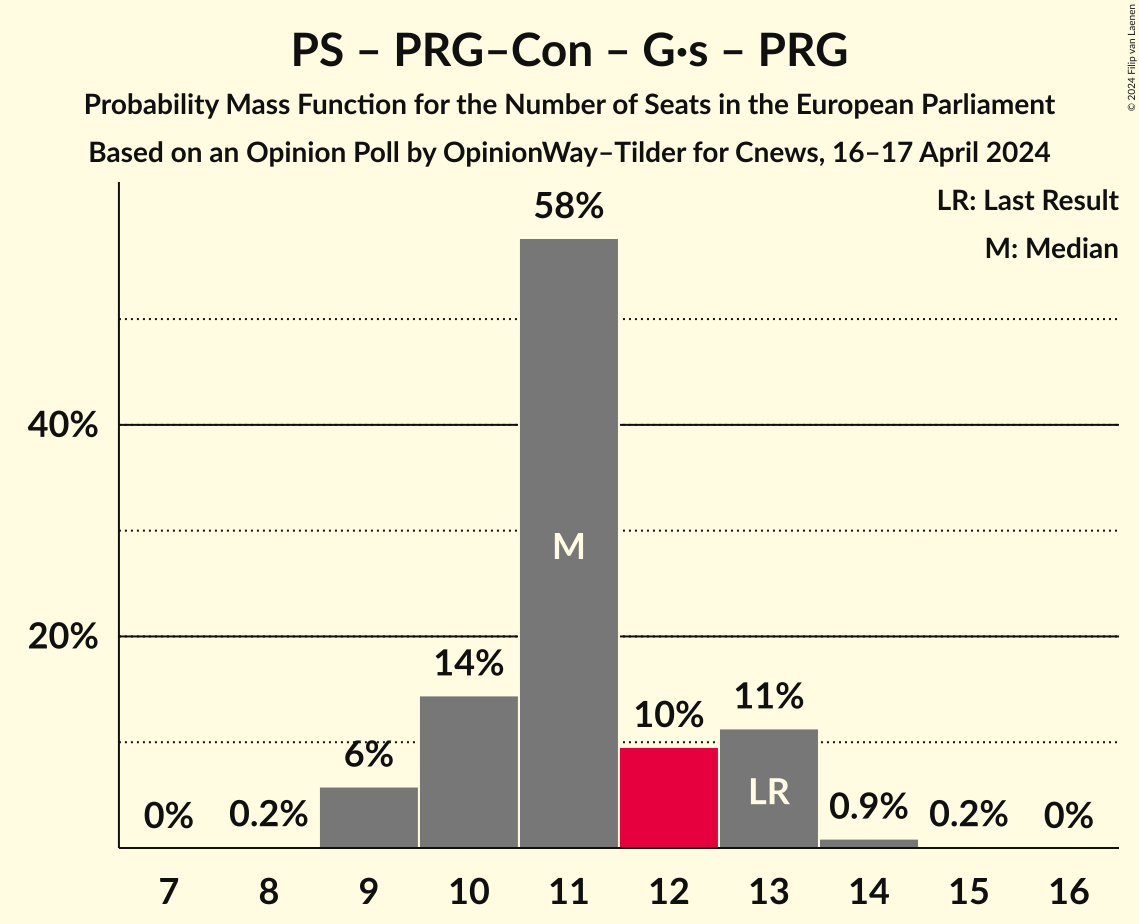 PS – PRG–Con – G·s – PRG
Probability Mass Function for the Number of Seats in the European Parliament
Based on an Opinion Poll by OpinionWay–Tilder for Cnews, 16–17 April 2024
© 2024 Filip van Laenen
LR: Last Result
M: Median
58%
40%
M
20%
14%
6%
10%
11%
LR
0%
0.2%
0.9%
0.2%
0%
7 8 9 10 11 12 13 14 15 16